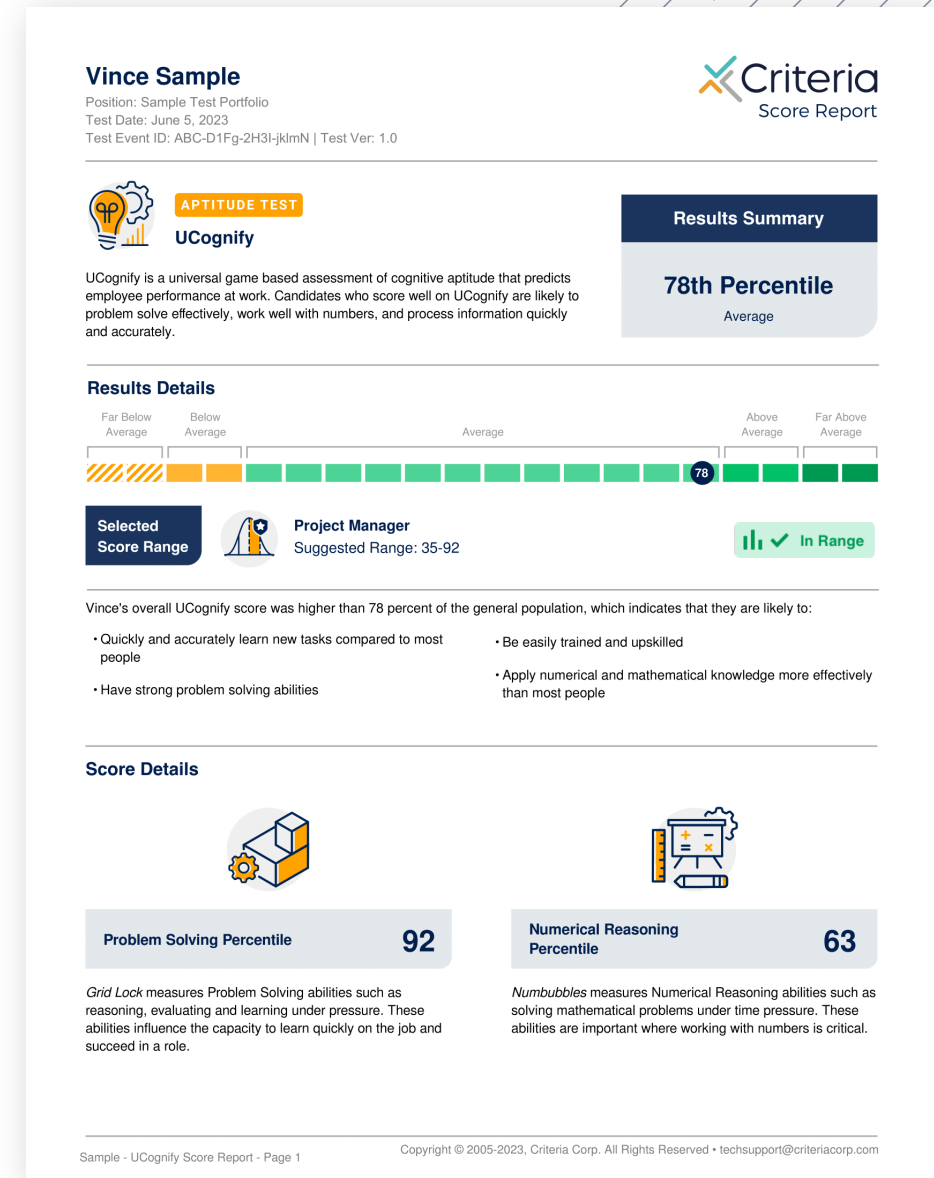 Vince Sample
Position: Sample Test Portfolio
Test Date: June 5, 2023
Test Event ID: ABC-D1Fg-2H3I-jklmN | Test Ver: 1.0
Criteria
Score Report
APTITUDE TEST
UCognify
UCognify is a universal game based assessment of cognitive aptitude that predicts
employee performance at work. Candidates who score well on UCognify are likely to
problem solve effectively, work well with numbers, and process information quickly
and accurately.
Results Summary
78th Percentile
Average
Results Details
Far Below
Average
Below
Average
Average
Above
Average
Far Above
Average
78
Selected
Score Range
Project Manager
Suggested Range: 35-92
In Range
Vince's overall UCognify score was higher than 78 percent of the general population, which indicates that they are likely to:
• Quickly and accurately learn new tasks compared to most
people
• Have strong problem solving abilities
• Be easily trained and upskilled
• Apply numerical and mathematical knowledge more effectively
than most people
Score Details
Problem Solving Percentile
92
Grid Lock measures Problem Solving abilities such as
reasoning, evaluating and learning under pressure. These
abilities influence the capacity to learn quickly on the job and
succeed in a role.
Numerical Reasoning
Percentile
63
Numbubbles measures Numerical Reasoning abilities such as
solving mathematical problems under time pressure. These
abilities are important where working with numbers is critical.
Sample - UCognify Score Report - Page 1
Copyright © 2005-2023, Criteria Corp. All Rights Reserved • techsupport@criteriacorp.com